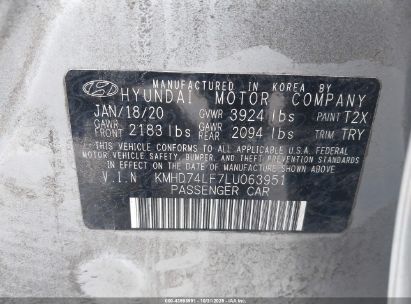 MANUFACTURED IN KOREA BY
HYUNDAI MOTOR COMPANY
JAN/18/20 GVWR 3924 lbs PAINT T2X
GAWR FRONT 2183 lbs GAWR REAR 2094 lbs TRIM TRY
THIS VEHICLE CONFORMS TO ALL APPLICABLE U.S.A. FEDERAL
MOTOR VEHICLE SAFETY, BUMPER, AND THEFT PREVENTION STANDARDS
IN EFFECT ON THE DATE OF MANUFACTURE SHOWN ABOVE.
V.I.N KMHD74LF7LU063951
PASSENGER CAR